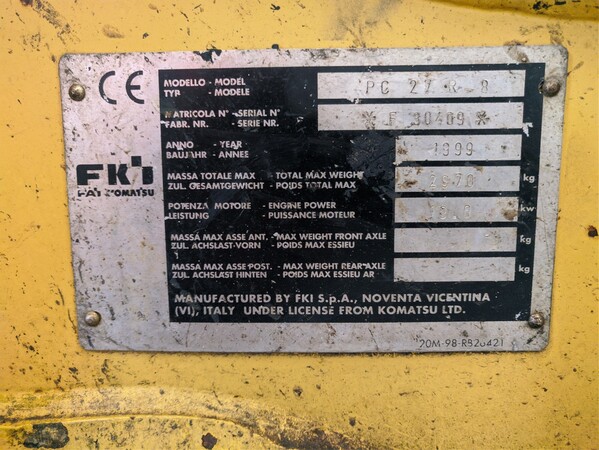 CE
MODELLO - MODEL PC 27 R 8
TYP - MODELE
MATRICOLA N° - SERIAL N° * F 30409 *
FABR. NR. - SERIE NR.
ANNO - YEAR 1999
BAUJAHR - ANNEE
MASSA TOTALE MAX - TOTAL MAX WEIGHT kg
ZUL. GESAMTGEWICHT - POIDS TOTAL MAX
POTENZA MOTORE - ENGINE POWER kw
LEISTUNG - PUISSANCE MOTEUR
MASSA MAX ASSE ANT. - MAX WEIGHT FRONT AXLE kg
ZUL. ACHSLAST-VORN - POIDS MAX ESSIEU
MASSA MAX ASSE POST. - MAX WEIGHT REAR AXLE kg
ZUL. ACHSLAST HINTEN - POIDS MAX ESSIEU AR
FKI
FAI KOMATSU
MANUFACTURED BY FKI S.p.A., NOVENTA VICENTINA
(VI), ITALY UNDER LICENSE FROM KOMATSU LTD.